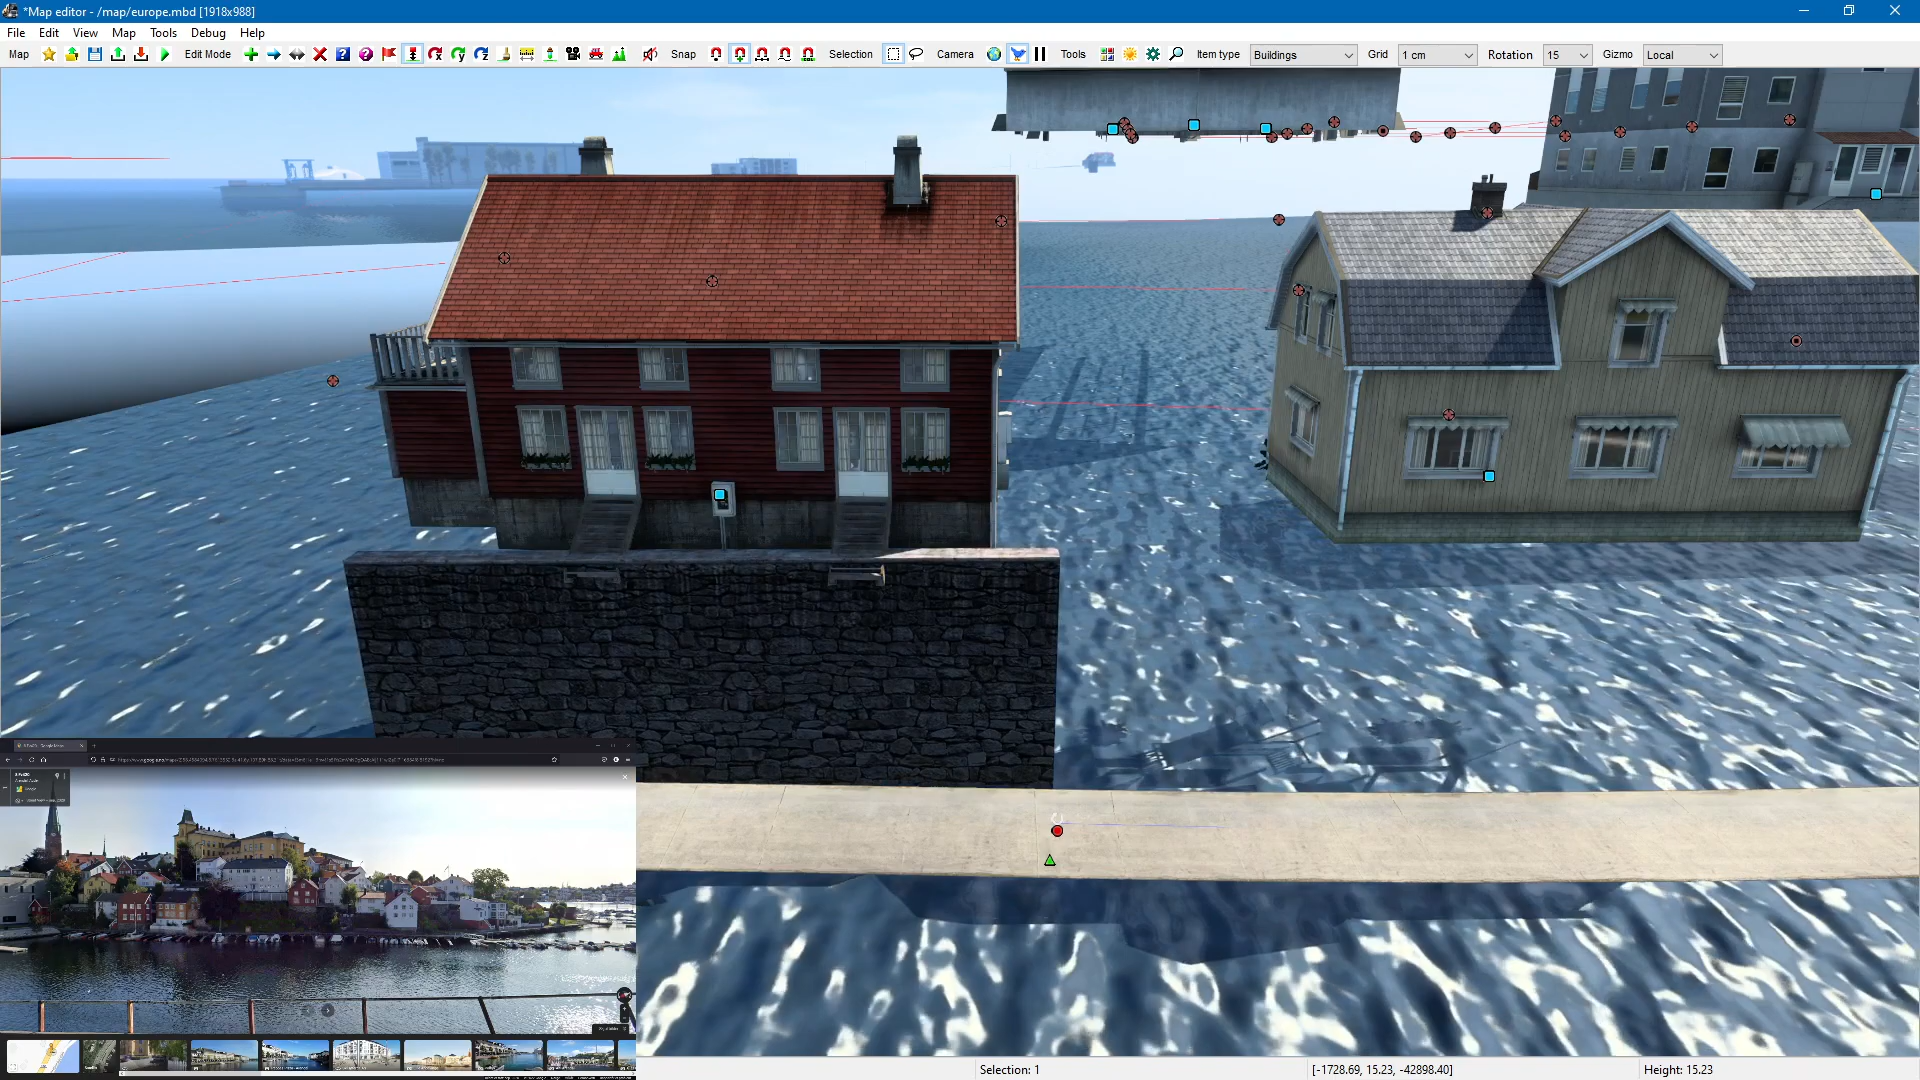 *Map editor - /map/europe.mbd [1918x988]
File Edit View Map Tools Debug Help
Map Edit Mode Snap Selection Camera Tools Item type Buildings Grid 1 cm Rotation 15 Gizmo Local
Selection: 1 [-1728.69, 15.23, -42898.40] Height: 15.23